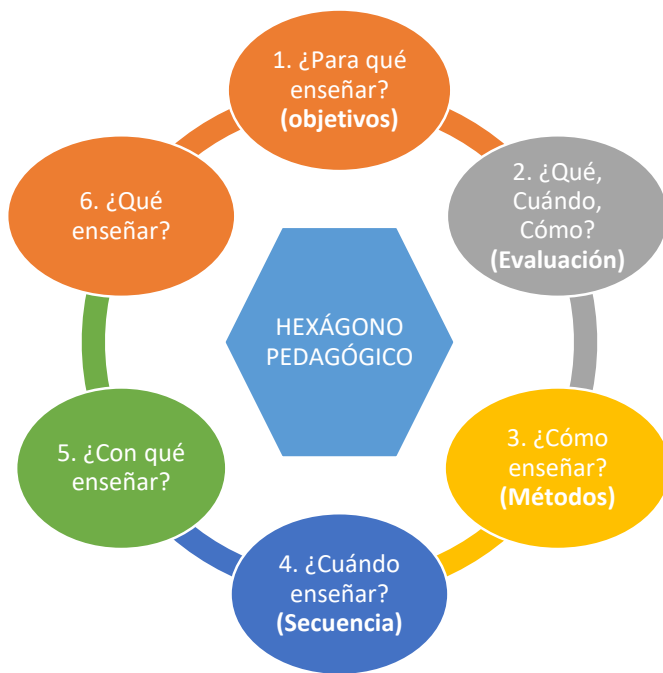 1. ¿Para qué
enseñar?
(objetivos)
2. ¿Qué,
Cuándo,
Cómo?
(Evaluación)
3. ¿Cómo
enseñar?
(Métodos)
4. ¿Cuándo
enseñar?
(Secuencia)
5. ¿Con qué
enseñar?
6. ¿Qué
enseñar?
HEXÁGONO
PEDAGÓGICO